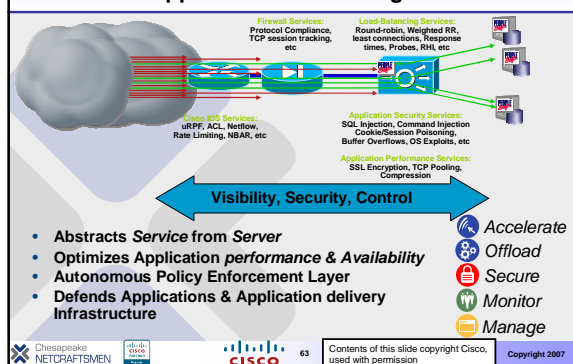 Firewall Services:
Protocol Compliance,
TCP session tracking,
etc
Load-Balancing Services:
Round-robin, Weighted RR,
least connections, Response
times, Probes, RHI, etc
Cisco IOS Services:
uRPF, ACL, Netflow,
Rate Limiting, NBAR, etc
Application Security Services:
SQL Injection, Command Injection
Cookie/Session Poisoning,
Buffer Overflows, OS Exploits, etc
Application Performance Services:
SSL Encryption, TCP Pooling,
Compression
Visibility, Security, Control
• Abstracts Service from Server
• Optimizes Application performance & Availability
• Autonomous Policy Enforcement Layer
• Defends Applications & Application delivery
Infrastructure
Accelerate
Offload
Secure
Monitor
Manage
Chesapeake
NETCRAFTSMEN
CISCO
CISCO
63
Contents of this slide copyright Cisco,
used with permission
Copyright 2007